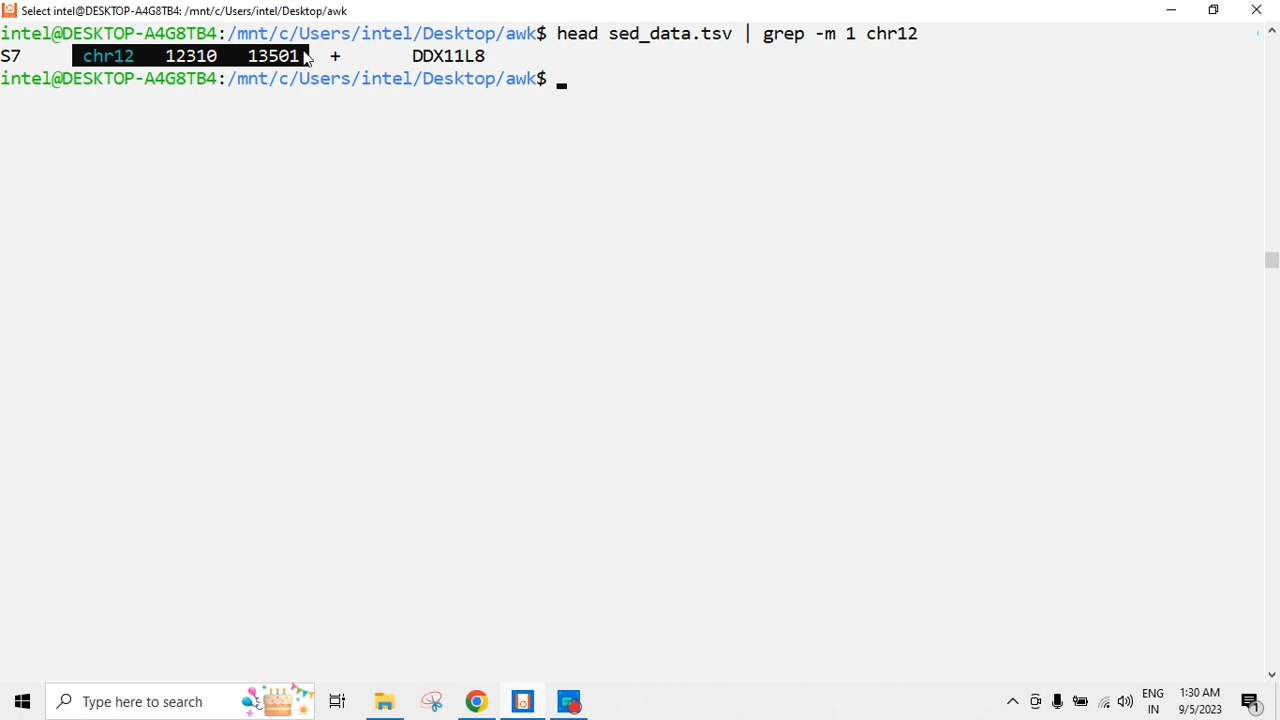 Select intel@DESKTOP-A4G8TB4: /mnt/c/Users/intel/Desktop/awk
intel@DESKTOP-A4G8TB4:/mnt/c/Users/intel/Desktop/awk$ head sed_data.tsv | grep -m 1 chr12
S7 chr12 12310 13501 + DDX11L8
intel@DESKTOP-A4G8TB4:/mnt/c/Users/intel/Desktop/awk$
Type here to search
ENG
IN
1:30 AM
9/5/2023
1